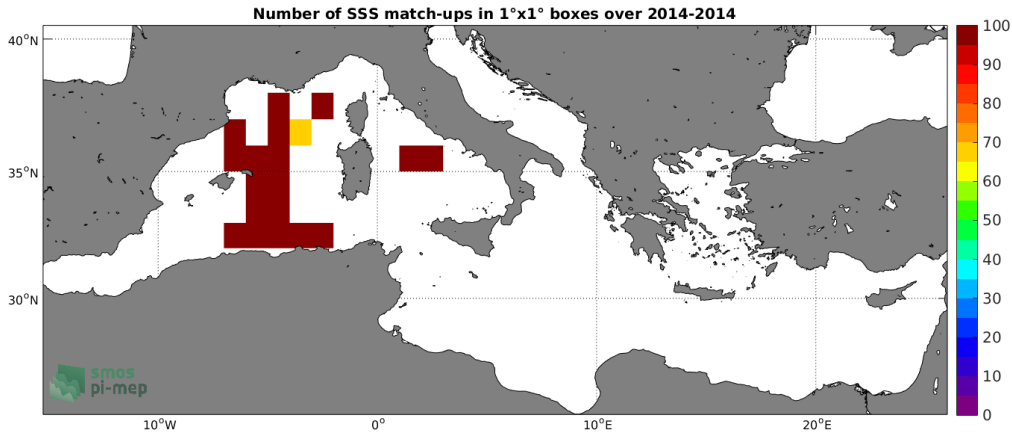 Number of SSS match-ups in 1°x1° boxes over 2014-2014
40°N
35°N
30°N
10°W
0°
10°E
20°E
100
90
80
70
60
50
40
30
20
10
0
smos
pi-mep